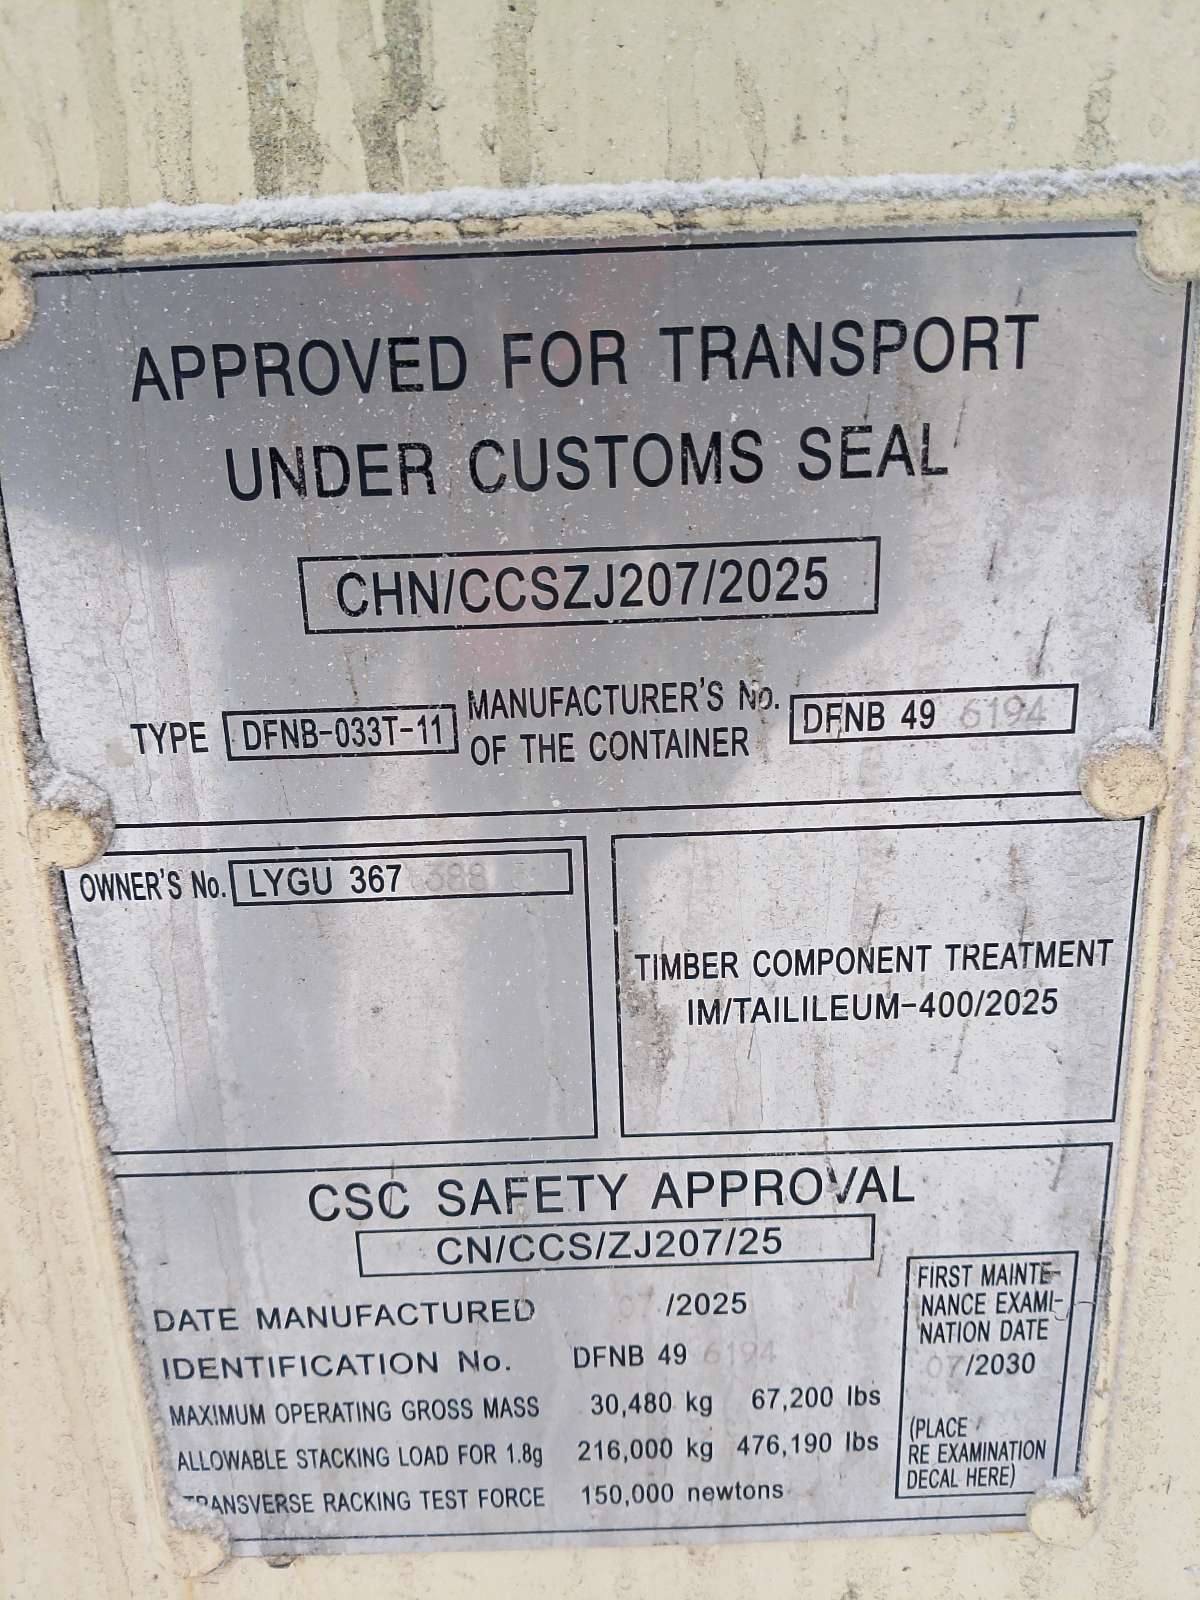 APPROVED FOR TRANSPORT
UNDER CUSTOMS SEAL
CHN/CCSZJ207/2025
TYPE DFNB-033T-11
MANUFACTURER'S No.
OF THE CONTAINER
DFNB 49 6194
OWNER'S No. LYGU 367
TIMBER COMPONENT TREATMENT
IM/TAILILEUM-400/2025
CSC SAFETY APPROVAL
CN/CCS/ZJ207/25
DATE MANUFACTURED 07/2025
IDENTIFICATION No. DFNB 49 6194
MAXIMUM OPERATING GROSS MASS 30,480 kg 67,200 lbs
ALLOWABLE STACKING LOAD FOR 1.8g 216,000 kg 476,190 lbs
TRANSVERSE RACKING TEST FORCE 150,000 newtons
FIRST MAINTE-
NANCE EXAMI-
NATION DATE
07/2030
(PLACE
RE EXAMINATION
DECAL HERE)